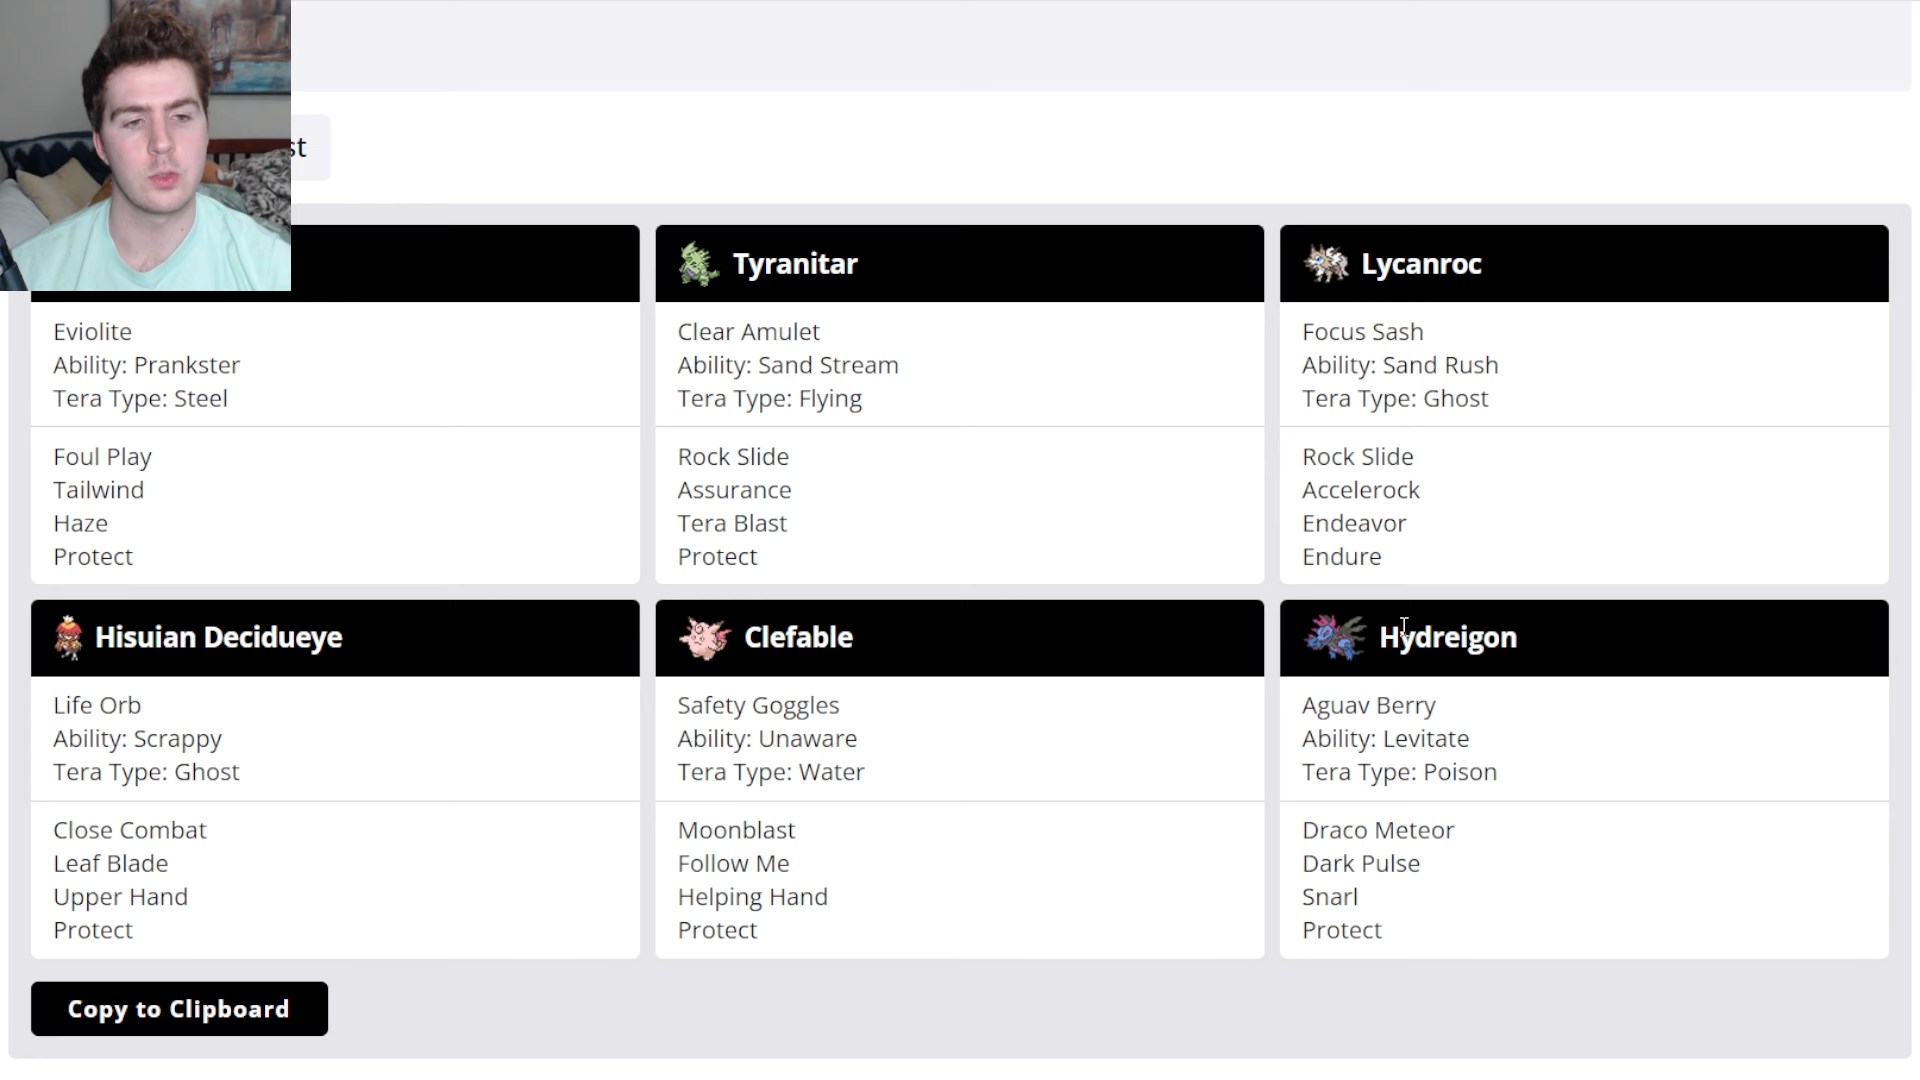 st
Eviolite
Ability: Prankster
Tera Type: Steel
Foul Play
Tailwind
Haze
Protect
Tyranitar
Clear Amulet
Ability: Sand Stream
Tera Type: Flying
Rock Slide
Assurance
Tera Blast
Protect
Lycanroc
Focus Sash
Ability: Sand Rush
Tera Type: Ghost
Rock Slide
Accelerock
Endeavor
Endure
Hisuian Decidueye
Life Orb
Ability: Scrappy
Tera Type: Ghost
Close Combat
Leaf Blade
Upper Hand
Protect
Clefable
Safety Goggles
Ability: Unaware
Tera Type: Water
Moonblast
Follow Me
Helping Hand
Protect
Hydreigon
Aguav Berry
Ability: Levitate
Tera Type: Poison
Draco Meteor
Dark Pulse
Snarl
Protect
Copy to Clipboard